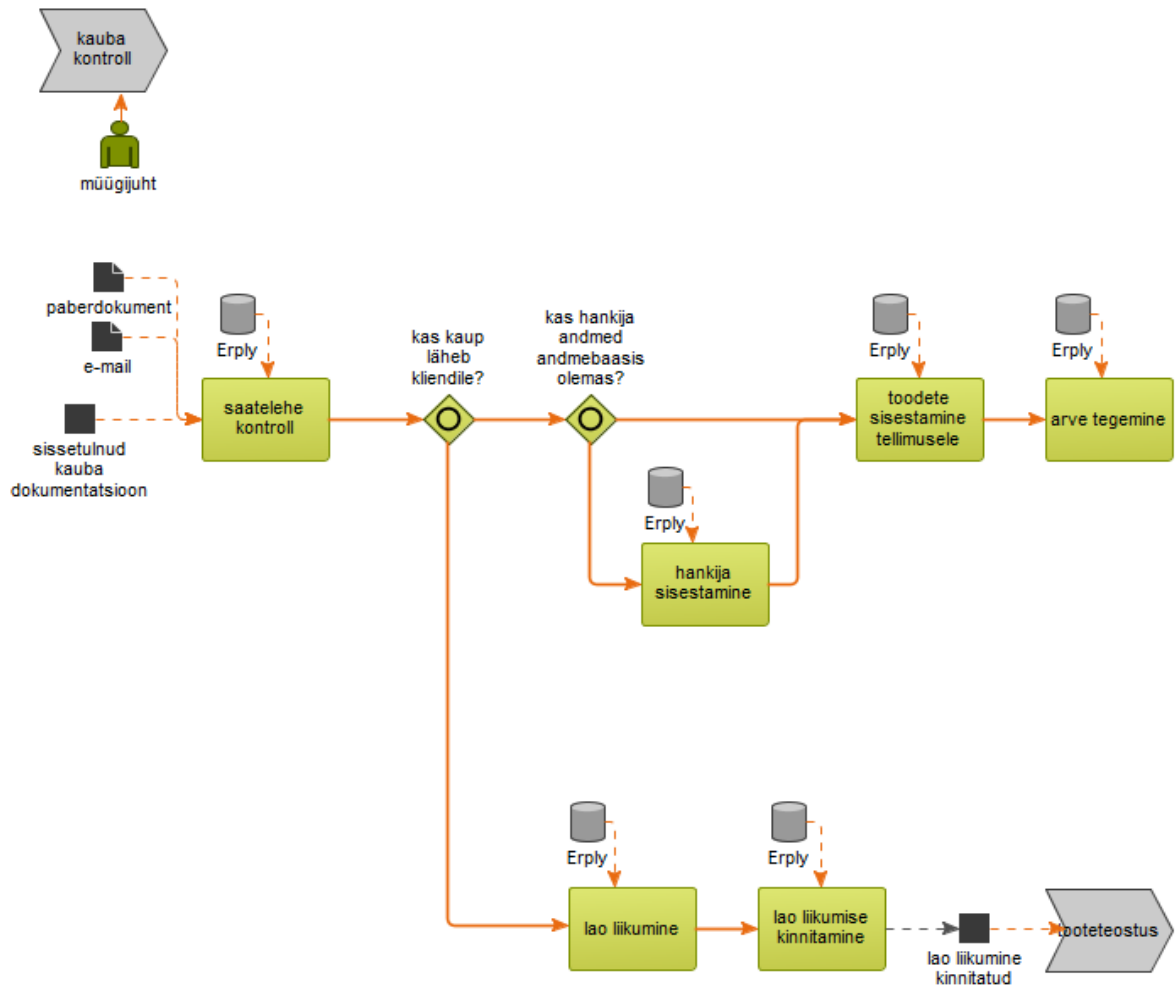 kauba
kontroll
müügijuht
paberdokument
e-mail
sissetulnud
kauba
dokumentatsioon
Erply
saatelehe
kontroll
kas kaup
läheb
kliendile?
kas hankija
andmed
andmebaasis
olemas?
Erply
hankija
sisestamine
Erply
toodete
sisestamine
tellimusele
Erply
arve tegemine
Erply
lao liikumine
Erply
lao liikumise
kinnitamine
lao liikumine
kinnitatud
tooteteostus